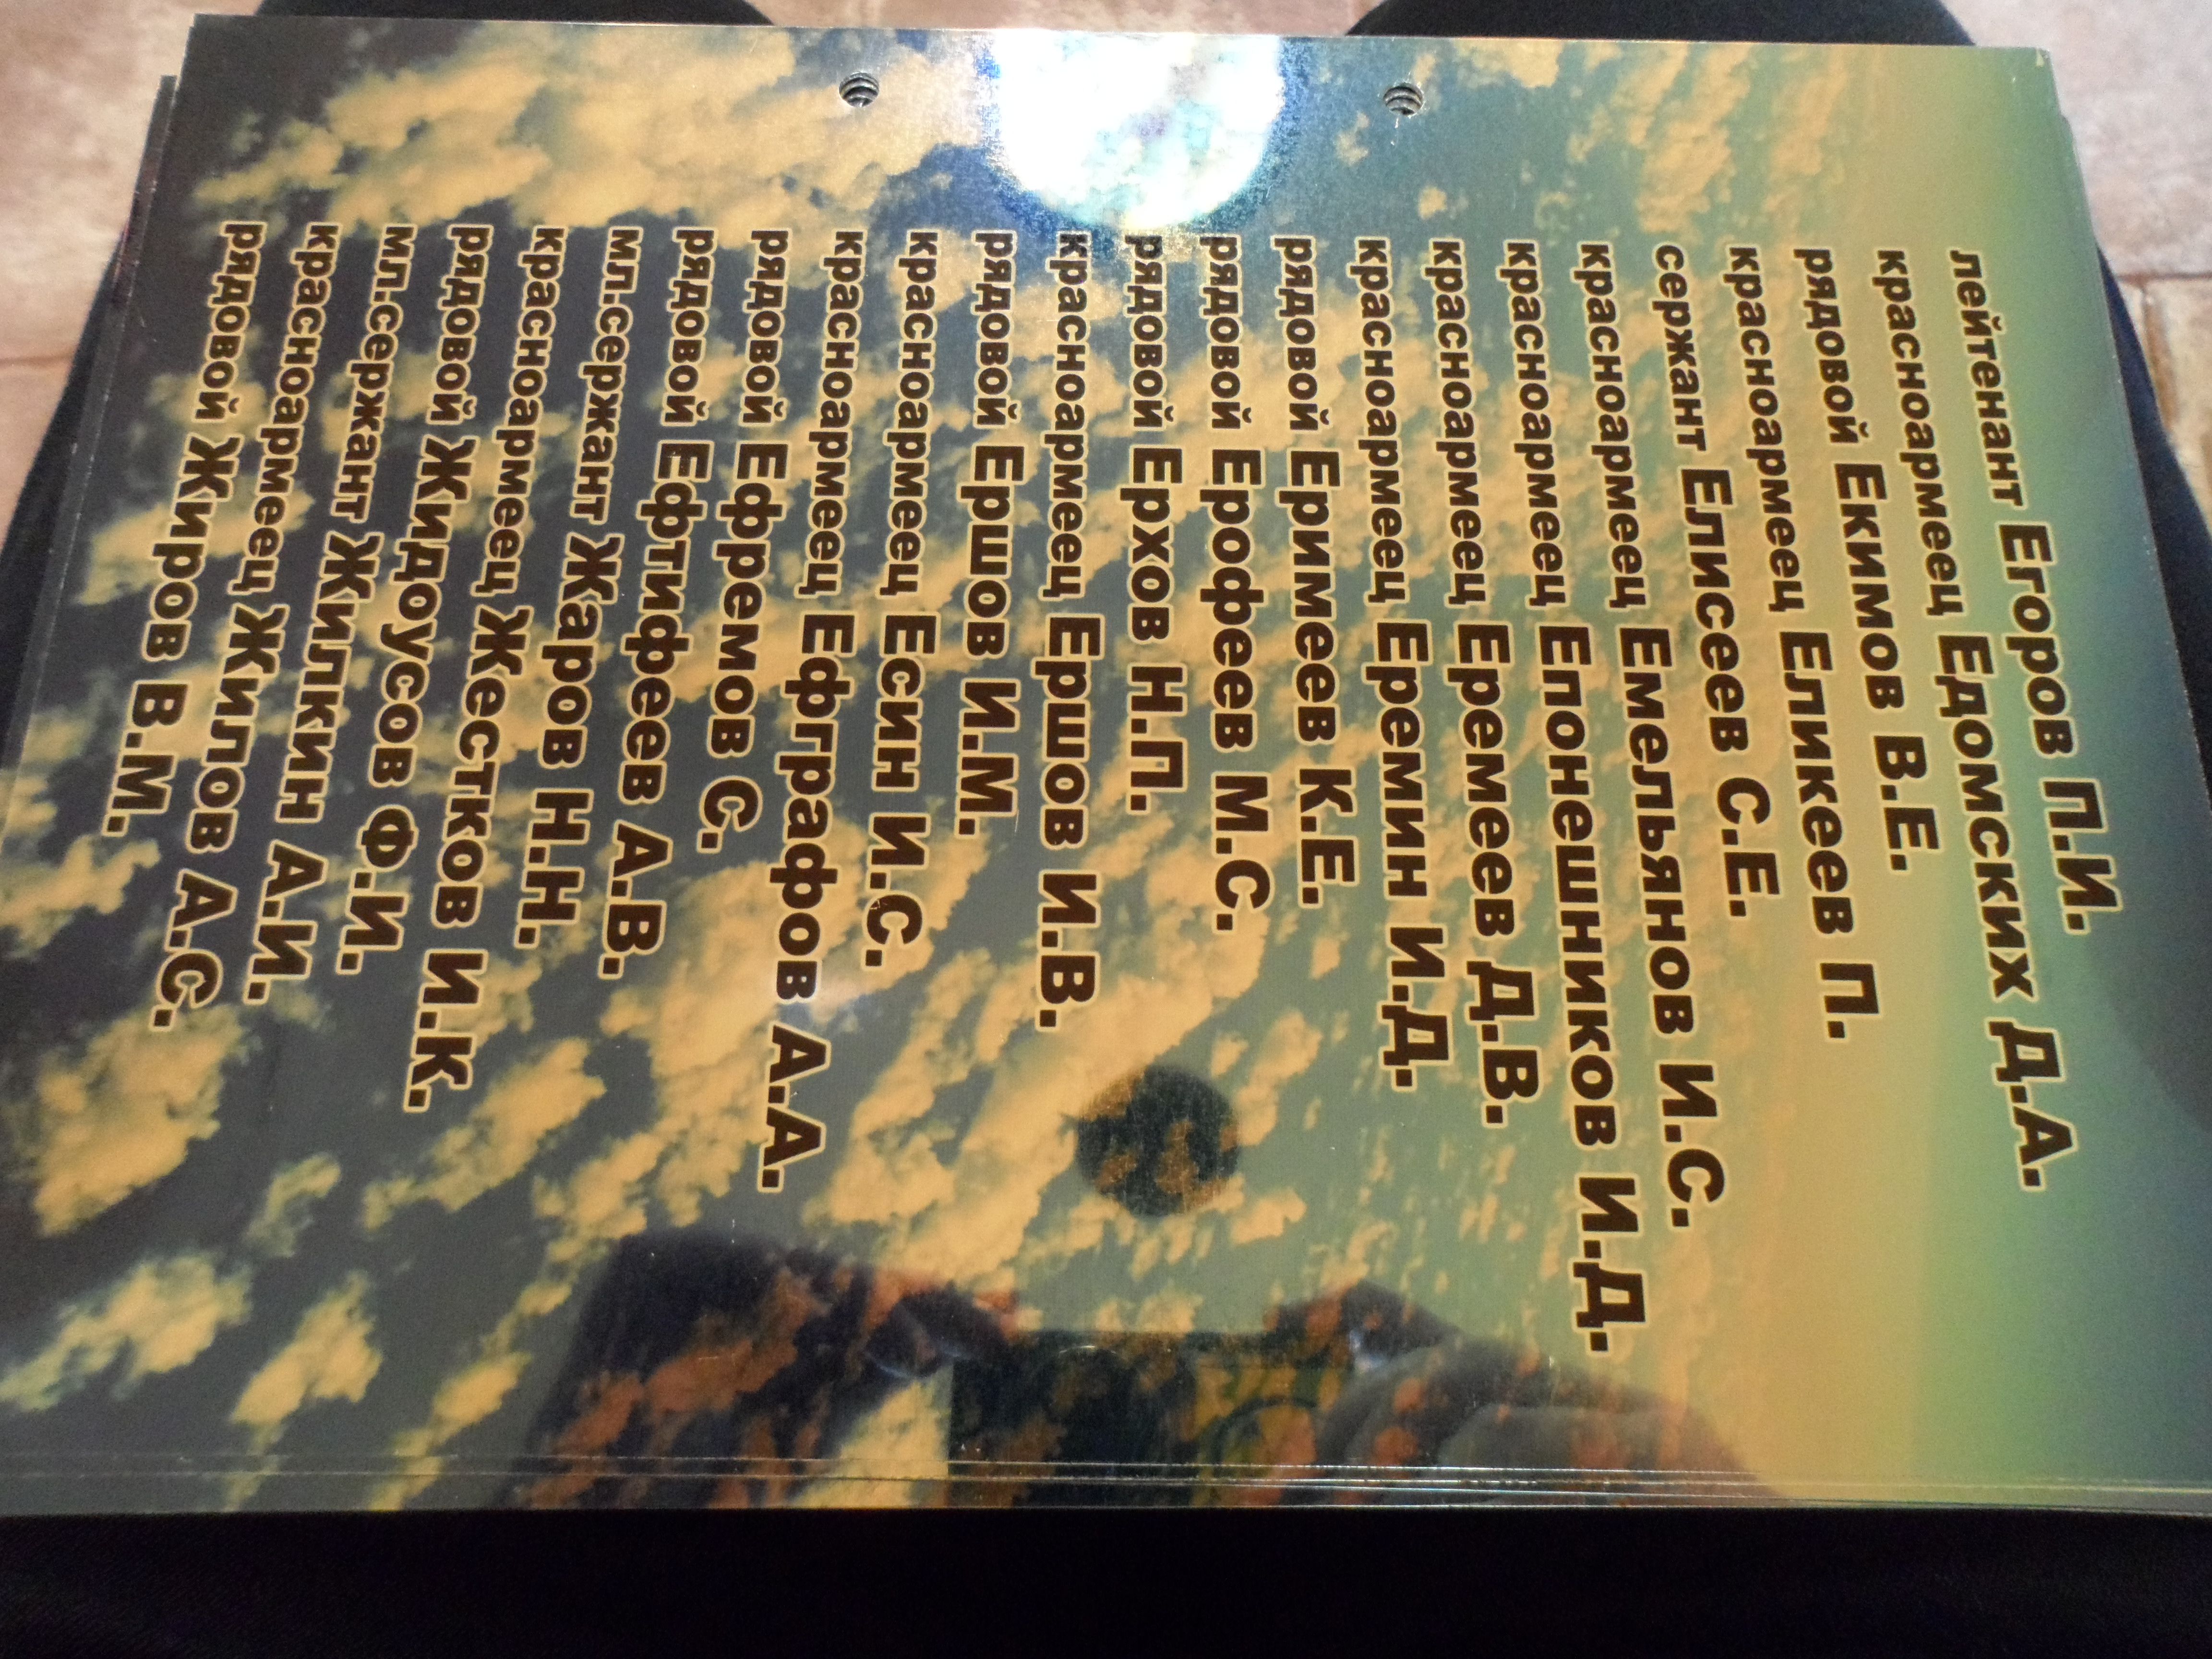 лейтенант Егоров П.И.
красноармеец Едомских Д.А.
рядовой Екимов В.Е.
красноармеец Еликеев П.
сержант Елисеев С.Е.
красноармеец Емельянов И.С.
красноармеец Епонешников И.Д.
красноармеец Еремеев Д.В.
красноармеец Еремин И.Д.
рядовой Еримеев К.Е.
рядовой Ерофеев М.С.
рядовой Ерхов Н.П.
красноармеец Ершов И.В.
рядовой Ершов И.М.
красноармеец Есин И.С.
красноармеец Ефграфов А.А.
рядовой Ефремов С.
рядовой Ефтифеев А.В.
мл.сержант Жаров Н.Н.
красноармеец Жестков И.К.
рядовой Жидоусов Ф.И.
мл.сержант Жилкин А.И.
красноармеец Жилов А.С.
рядовой Жиров В.М.